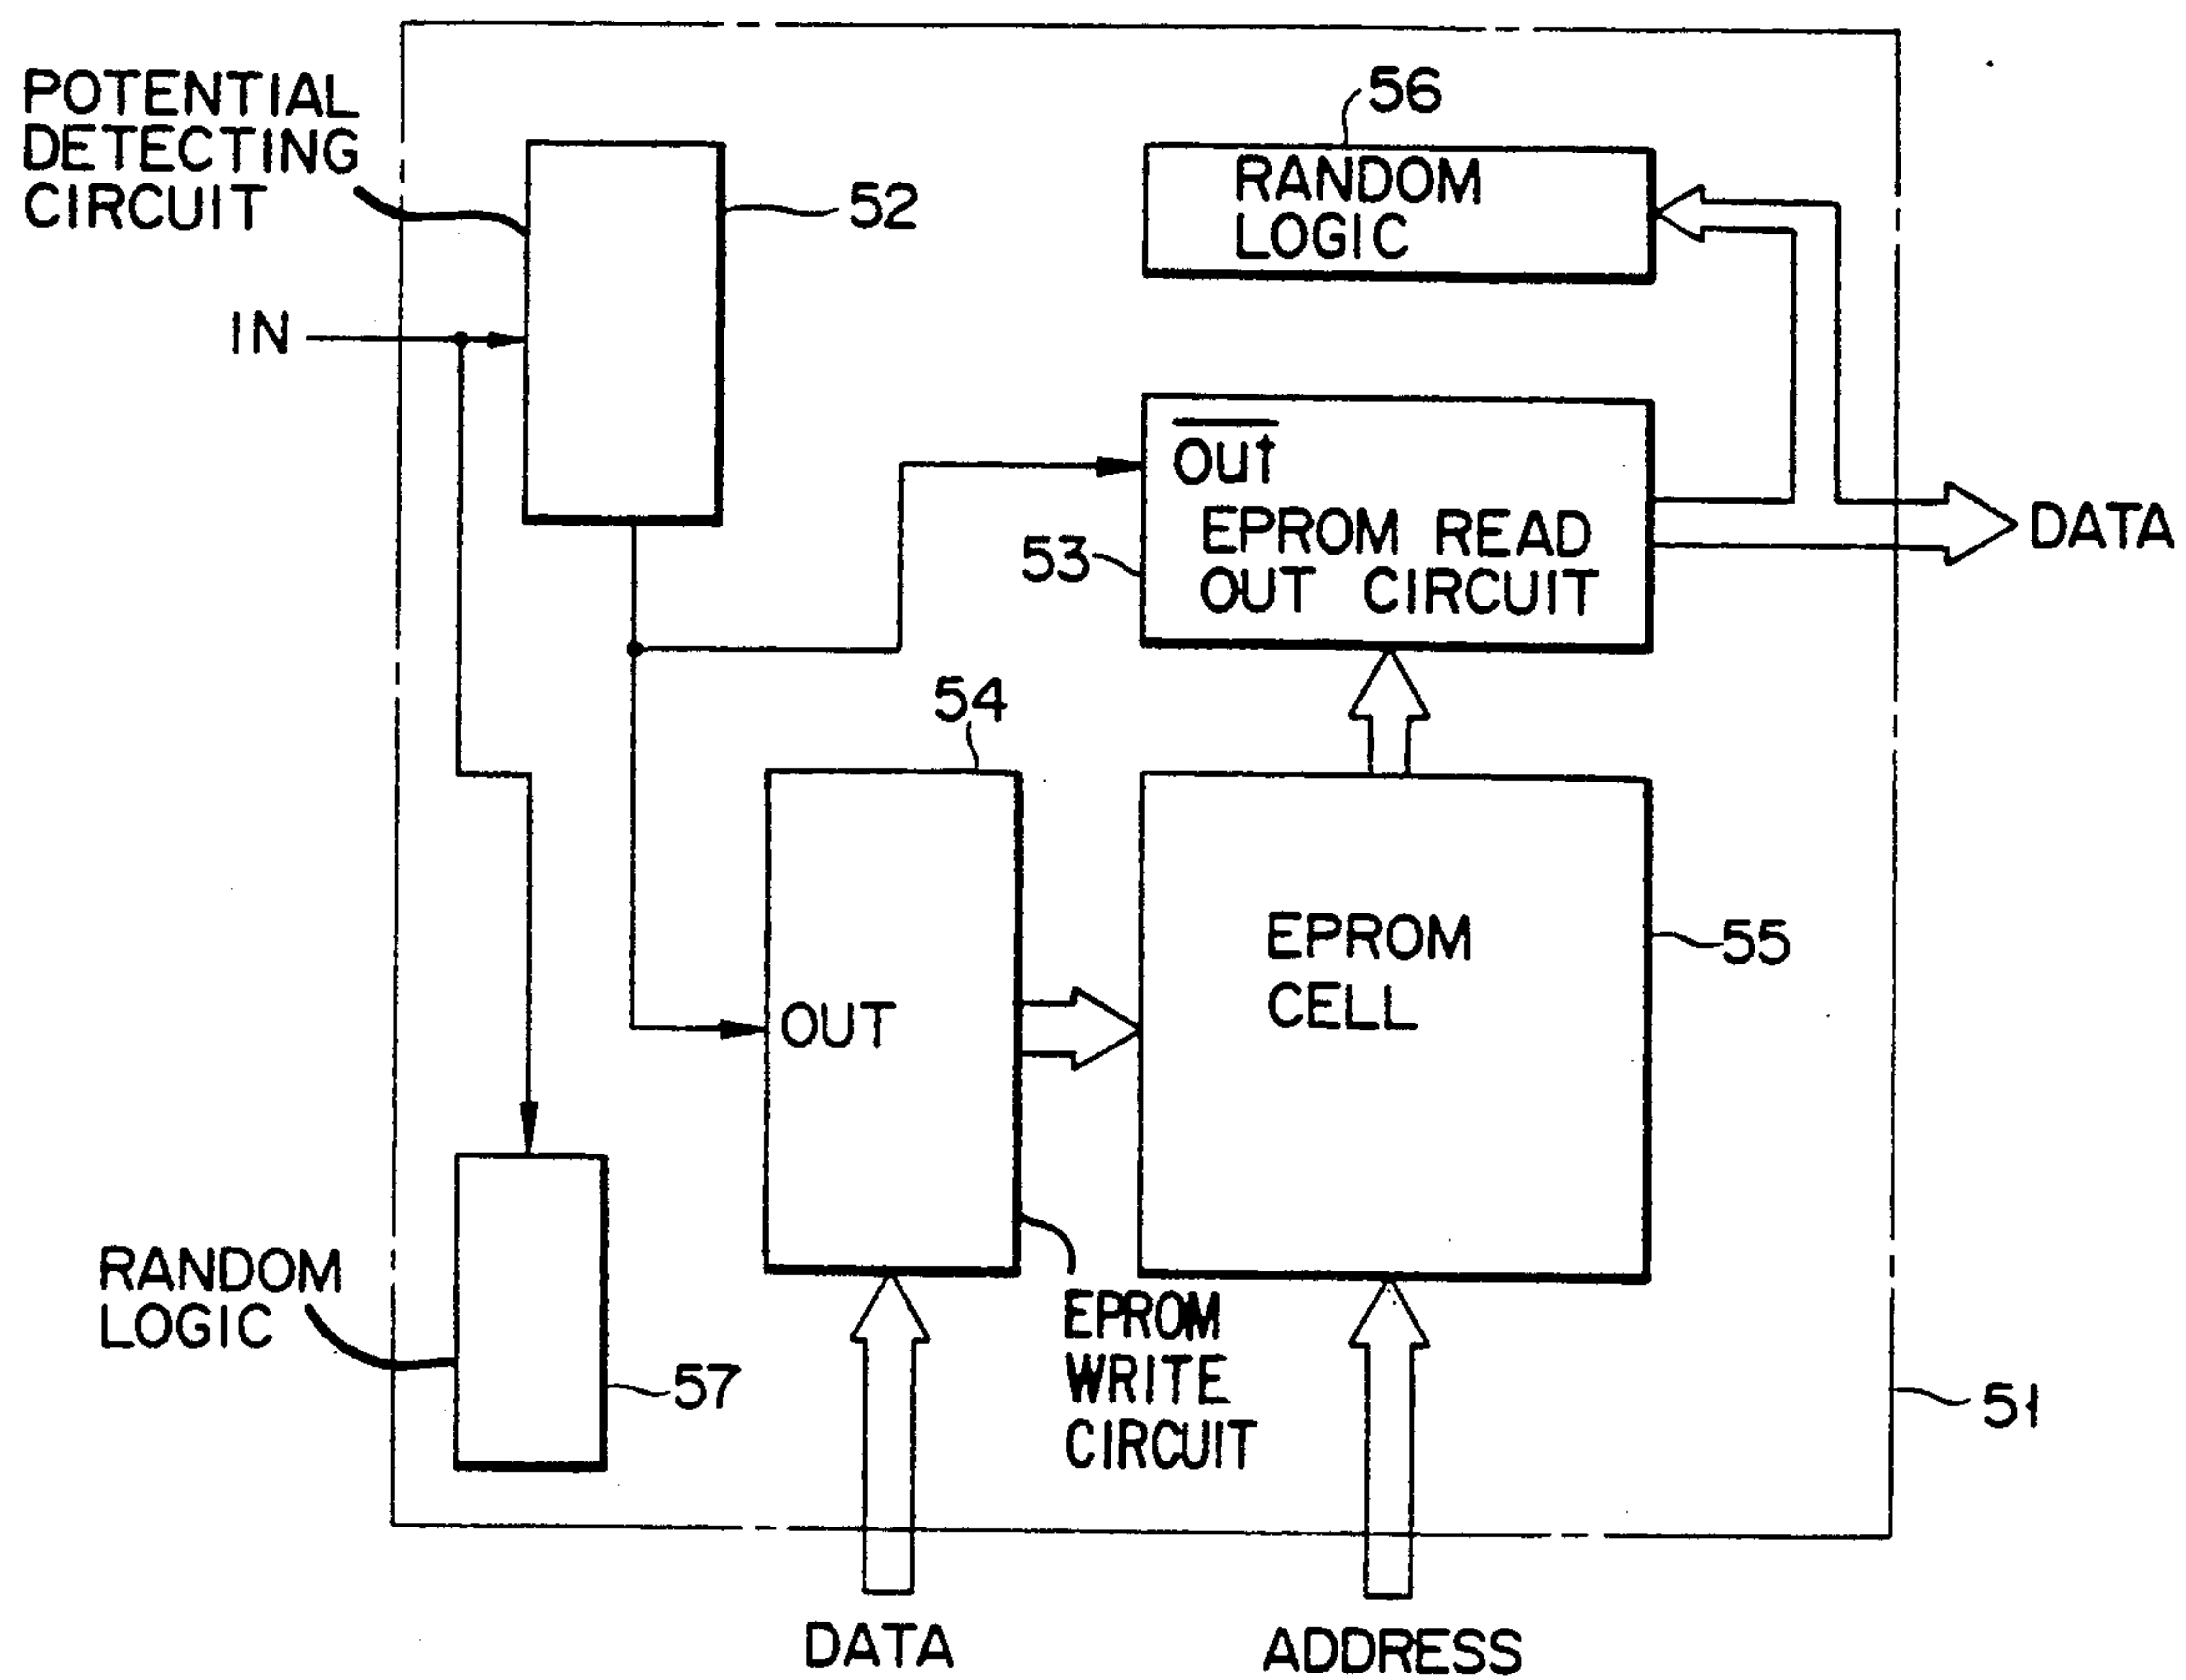 POTENTIAL
DETECTING
CIRCUIT
52
56
RANDOM
LOGIC
IN
OUT
EPROM READ
OUT CIRCUIT
53
DATA
54
OUT
EPROM
CELL
55
RANDOM
LOGIC
57
EPROM
WRITE
CIRCUIT
51
DATA
ADDRESS